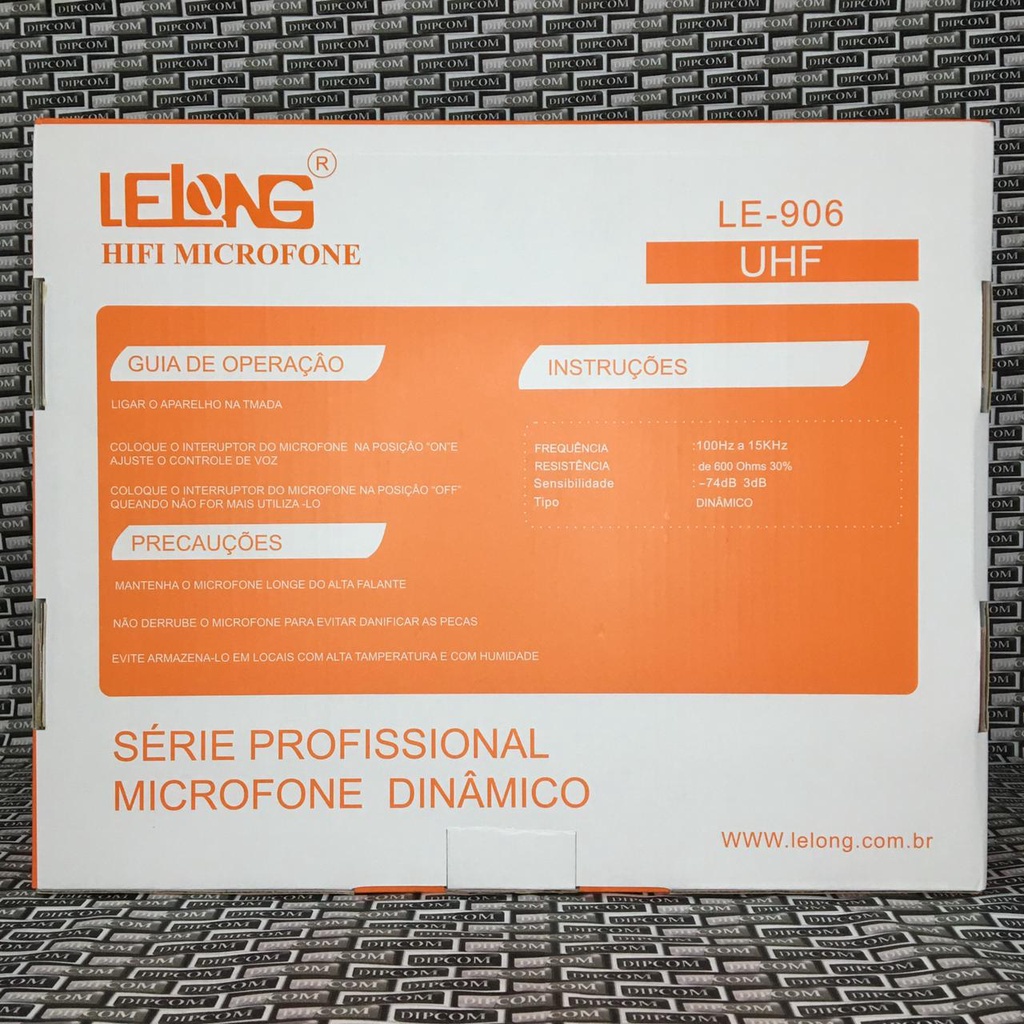 LELONG ®
HIFI MICROFONE
LE-906
UHF
GUIA DE OPERAÇÂO
LIGAR O APARELHO NA TMADA
COLOQUE O INTERUPTOR DO MICROFONE NA POSIÇÃO "ON"E
AJUSTE O CONTROLE DE VOZ
COLOQUE O INTERRUPTOR DO MICROFONE NA POSIÇÃO "OFF"
QUEANDO NÃO FOR MAIS UTILIZA -LO
PRECAUÇÕES
MANTENHA O MICROFONE LONGE DO ALTA FALANTE
NÃO DERRUBE O MICROFONE PARA EVITAR DANIFICAR AS PECAS
EVITE ARMAZENA-LO EM LOCAIS COM ALTA TAMPERATURA E COM HUMIDADE
INSTRUÇÕES
FREQUÊNCIA :100Hz a 15KHz
RESISTÊNCIA : de 600 Ohms 30%
Sensibilidade : –74dB 3dB
Tipo DINÂMICO
SÉRIE PROFISSIONAL
MICROFONE DINÂMICO
WWW.lelong.com.br
DIPCOM